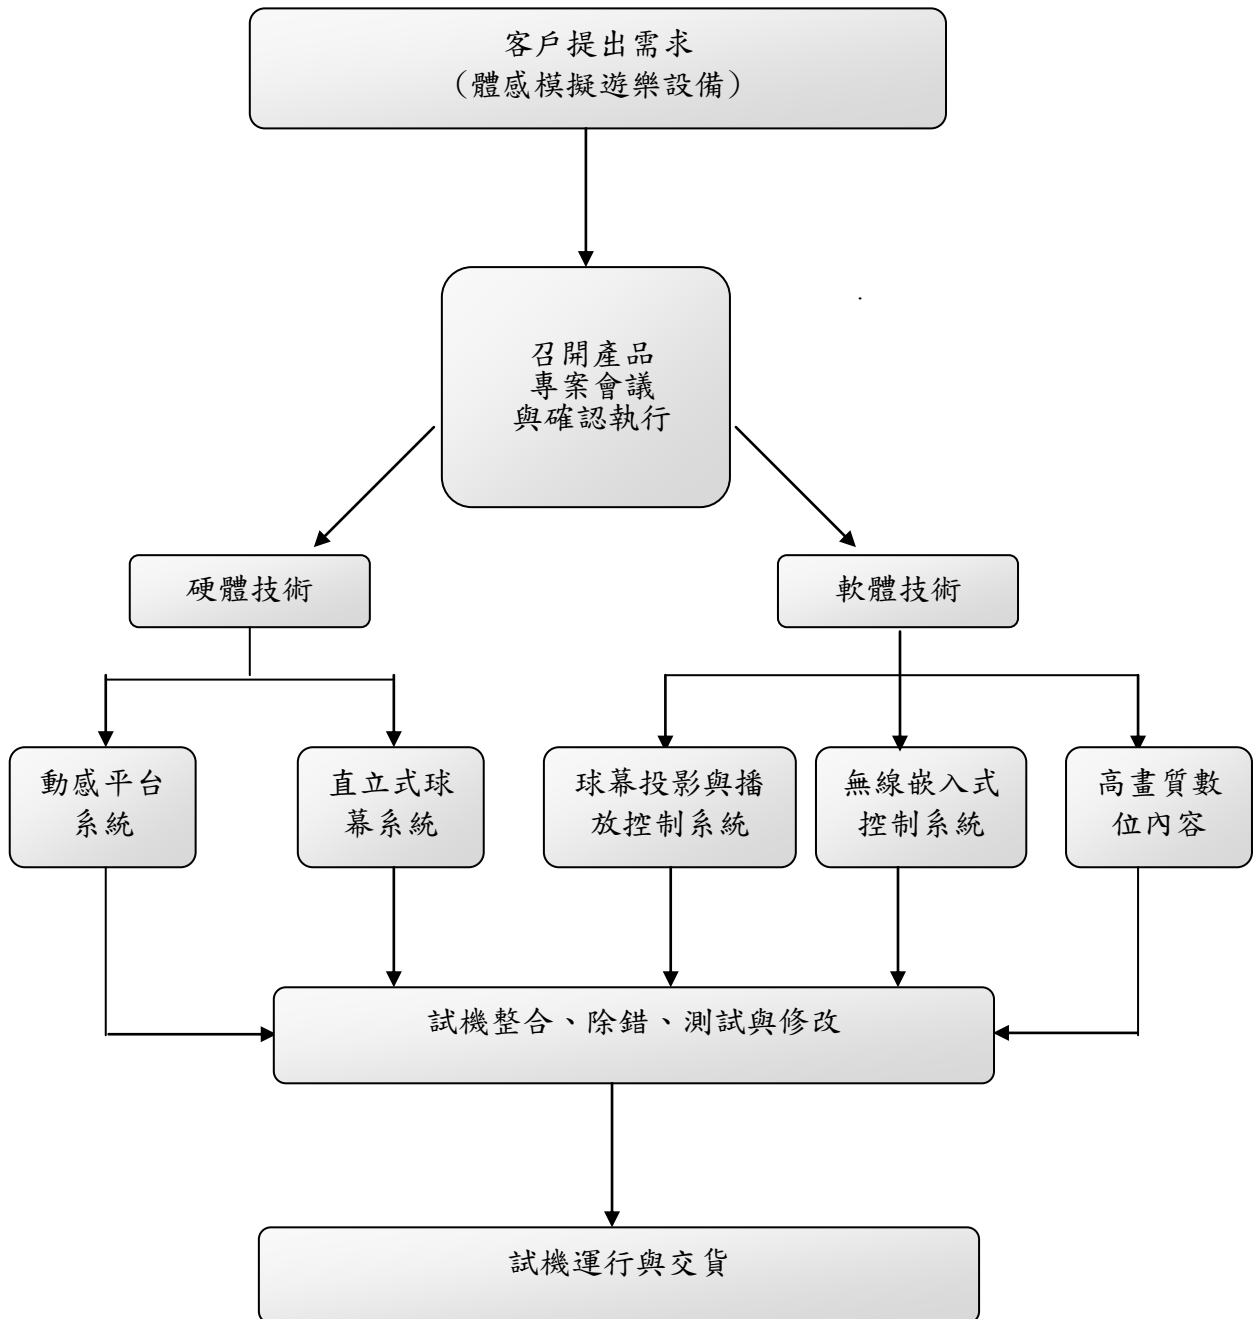 客戶提出需求
（體感模擬遊樂設備）
召開產品
專案會議
與確認執行
硬體技術
軟體技術
動感平台
系統
直立式球
幕系統
球幕投影與播
放控制系統
無線嵌入式
控制系統
高畫質數
位內容
試機整合、除錯、測試與修改
試機運行與交貨